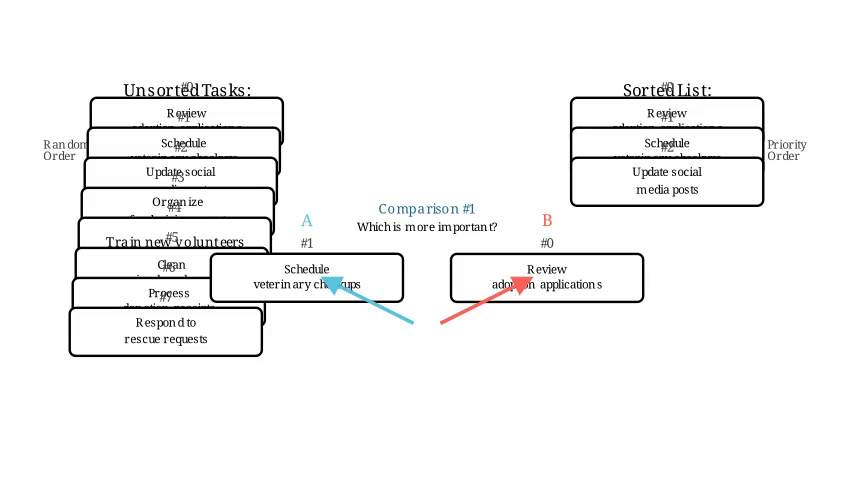 Unsorted Tasks:
#0
Review
#1
Schedule
#2
Update social
#3
Organize
#4
Train new volunteers
#5
Clean
#6
Process
#7
Respond to
rescue requests
Random
Order
Comparison #1
Which is more important?
A
#1
Schedule
veterinary checkups
B
#0
Review
adoption applications
Sorted List:
#0
Review
#1
Schedule
#2
Update social
media posts
Priority
Order